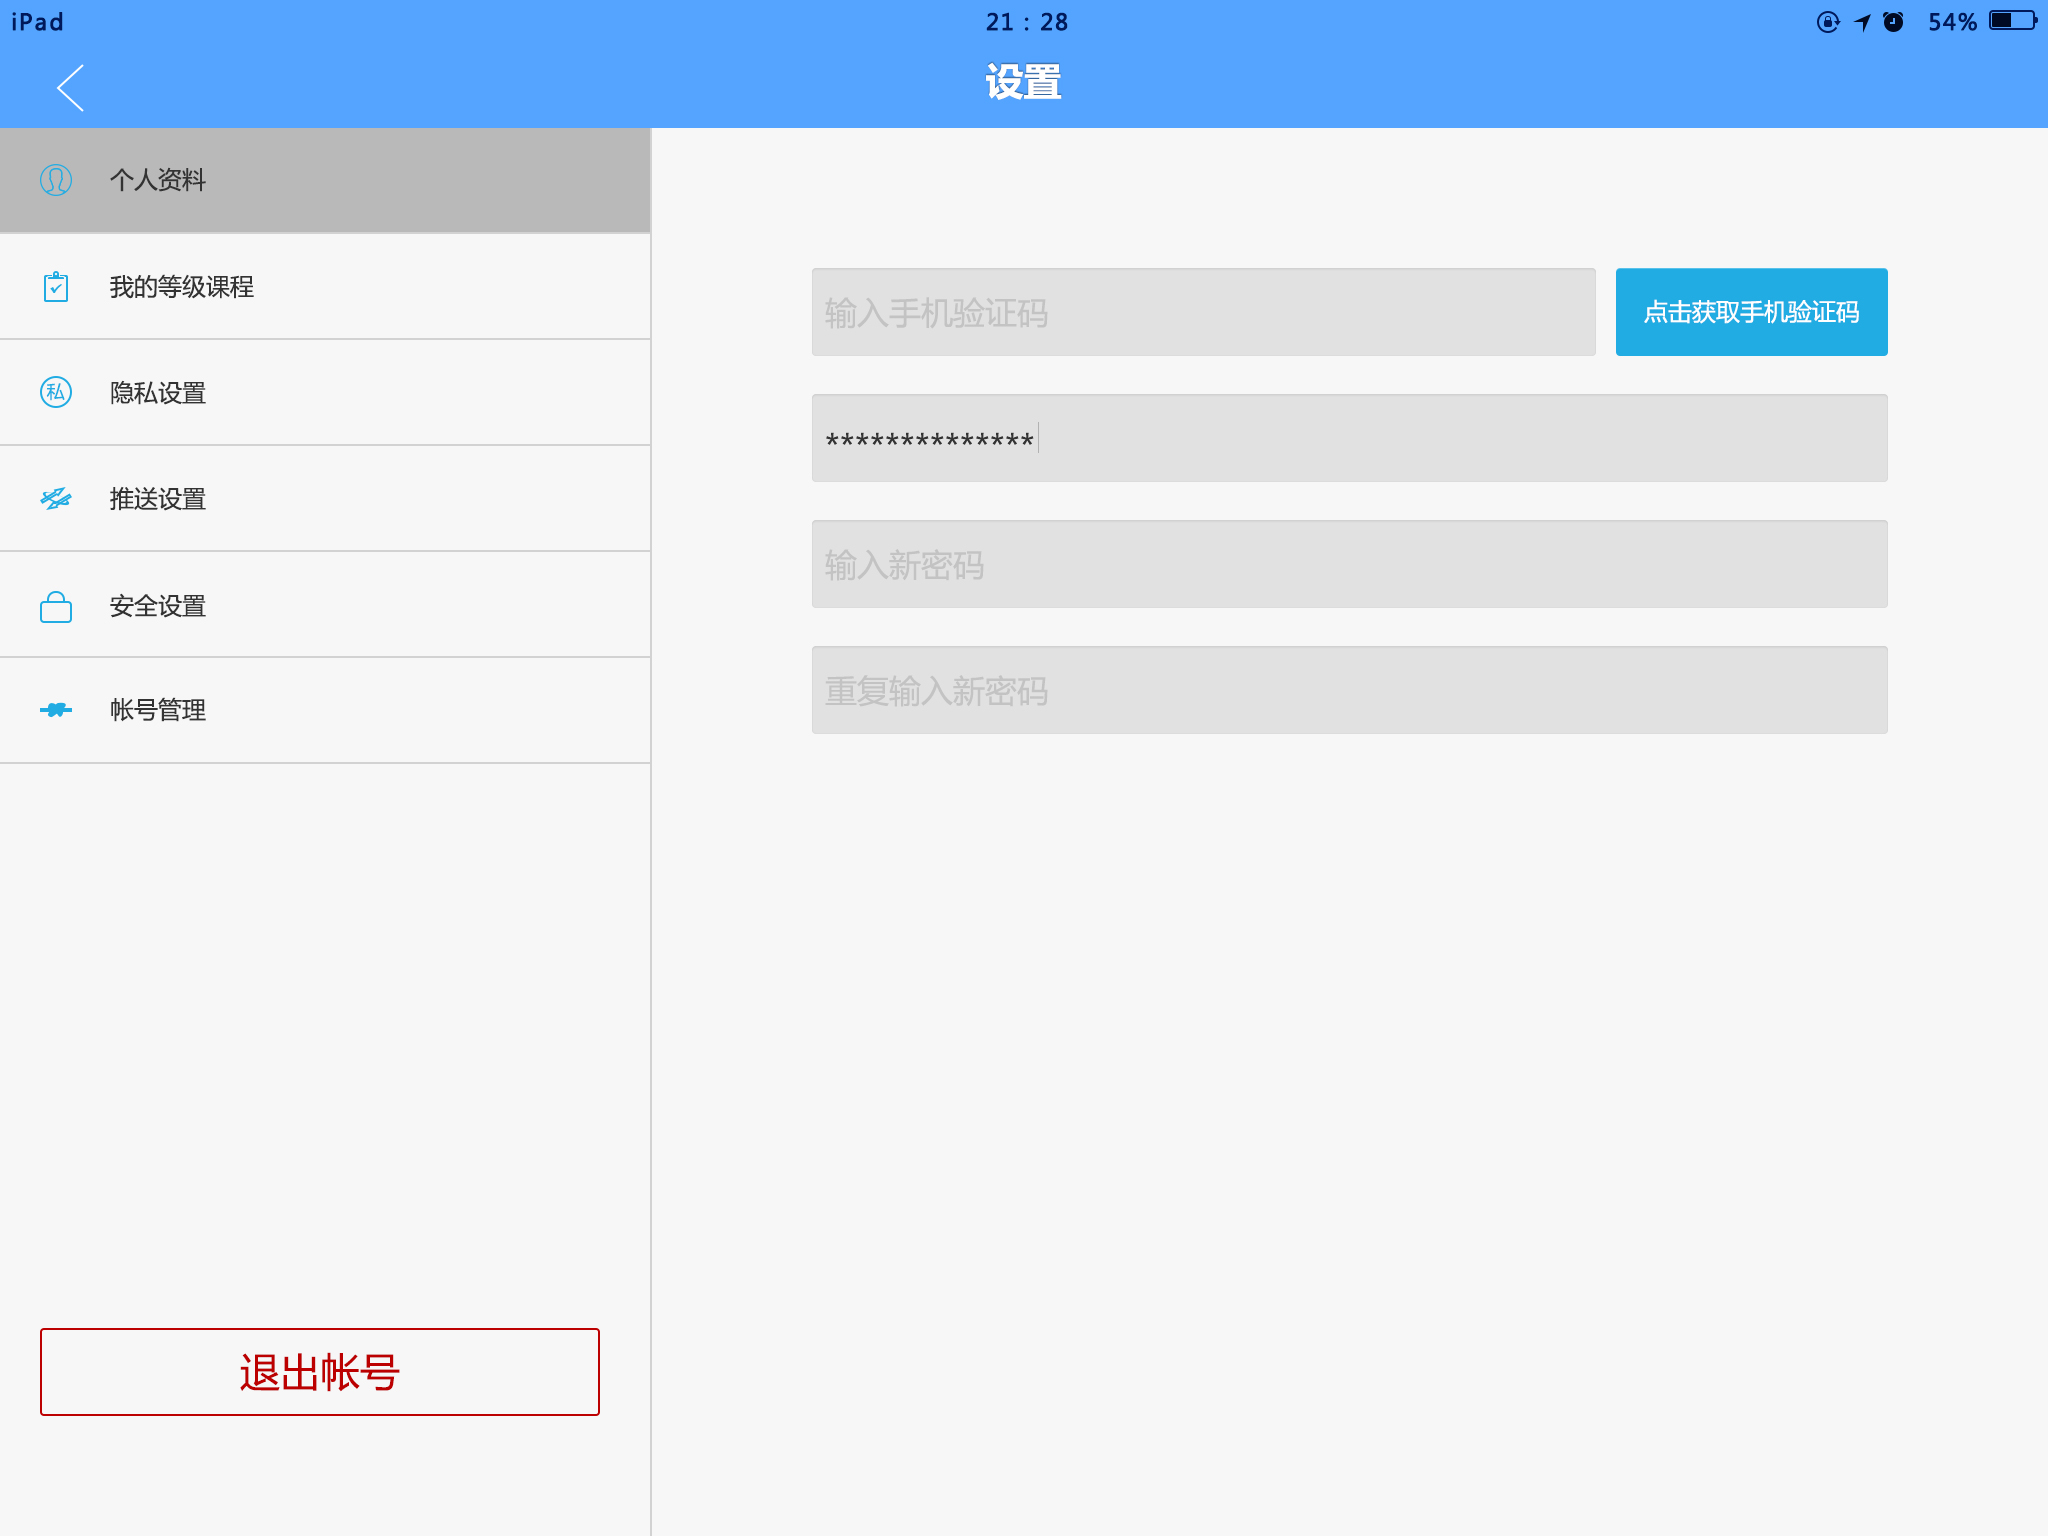 iPad 21:28 54%
设置
个人资料
我的等级课程
私 隐私设置
推送设置
安全设置
帐号管理
退出帐号
输入手机验证码 点击获取手机验证码
**************
输入新密码
重复输入新密码